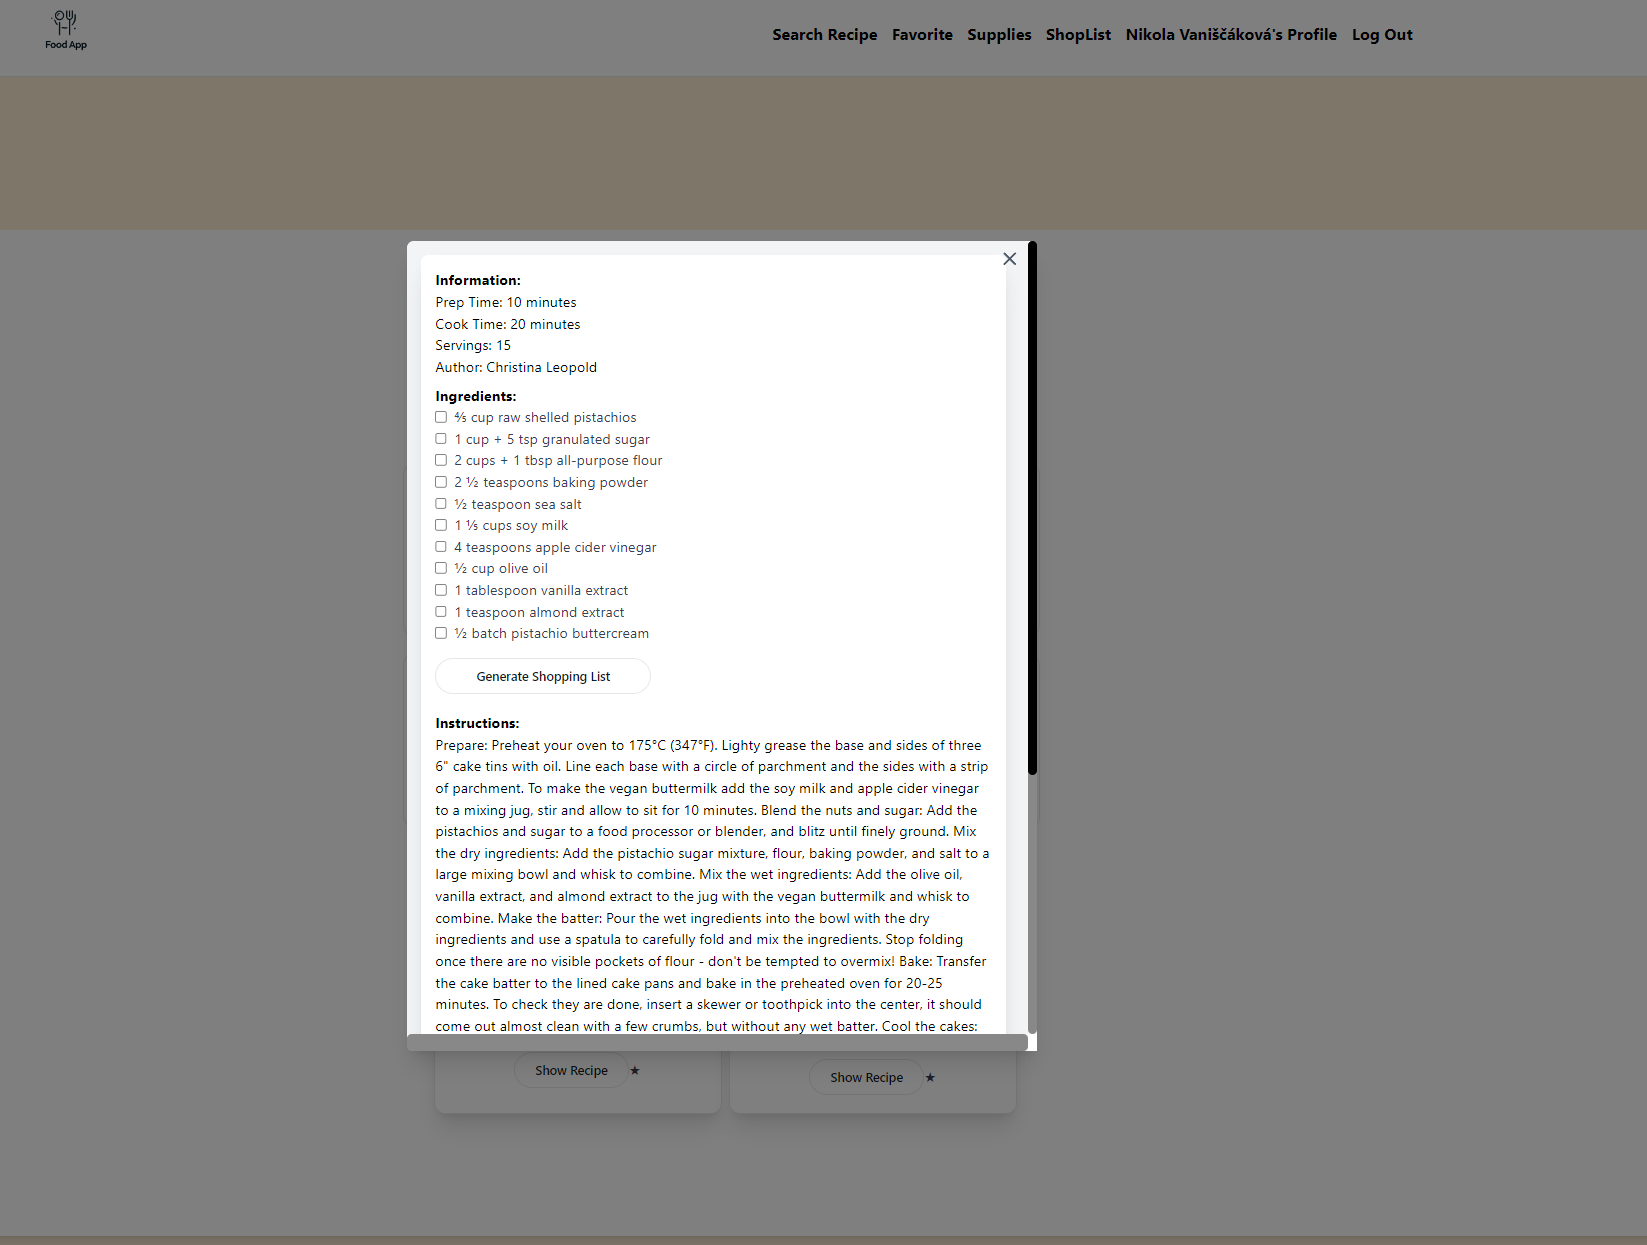 Food App
Search Recipe Favorite Supplies ShopList Nikola Vaniščáková's Profile Log Out
Information:
Prep Time: 10 minutes
Cook Time: 20 minutes
Servings: 15
Author: Christina Leopold
Ingredients:
⅘ cup raw shelled pistachios
1 cup + 5 tsp granulated sugar
2 cups + 1 tbsp all-purpose flour
2 ½ teaspoons baking powder
½ teaspoon sea salt
1 ⅓ cups soy milk
4 teaspoons apple cider vinegar
½ cup olive oil
1 tablespoon vanilla extract
1 teaspoon almond extract
½ batch pistachio buttercream
Generate Shopping List
Instructions:
Prepare: Preheat your oven to 175°C (347°F). Lighty grease the base and sides of three
6" cake tins with oil. Line each base with a circle of parchment and the sides with a strip
of parchment. To make the vegan buttermilk add the soy milk and apple cider vinegar
to a mixing jug, stir and allow to sit for 10 minutes. Blend the nuts and sugar: Add the
pistachios and sugar to a food processor or blender, and blitz until finely ground. Mix
the dry ingredients: Add the pistachio sugar mixture, flour, baking powder, and salt to a
large mixing bowl and whisk to combine. Mix the wet ingredients: Add the olive oil,
vanilla extract, and almond extract to the jug with the vegan buttermilk and whisk to
combine. Make the batter: Pour the wet ingredients into the bowl with the dry
ingredients and use a spatula to carefully fold and mix the ingredients. Stop folding
once there are no visible pockets of flour - don't be tempted to overmix! Bake: Transfer
the cake batter to the lined cake pans and bake in the preheated oven for 20-25
minutes. To check they are done, insert a skewer or toothpick into the center, it should
come out almost clean with a few crumbs, but without any wet batter. Cool the cakes:
Show Recipe ★
Show Recipe ★